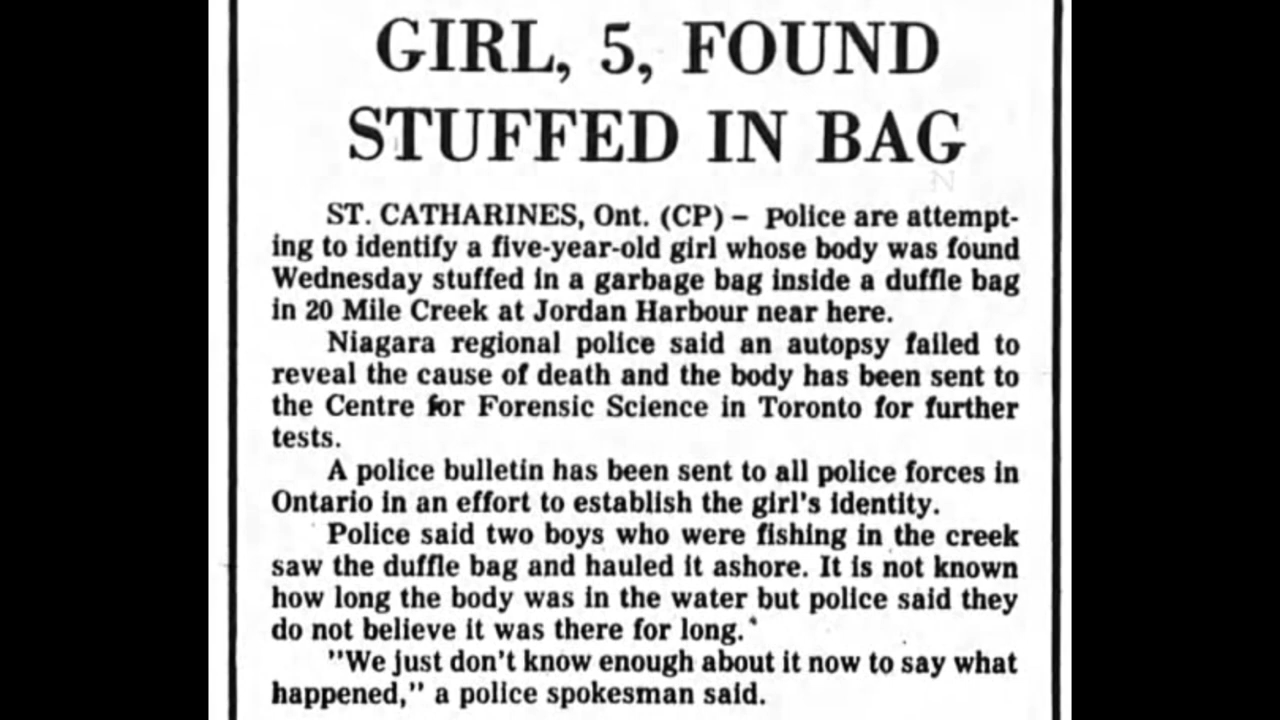 GIRL, 5, FOUND
STUFFED IN BAG
ST. CATHARINES, Ont. (CP) – Police are attempt-
ing to identify a five-year-old girl whose body was found
Wednesday stuffed in a garbage bag inside a duffle bag
in 20 Mile Creek at Jordan Harbour near here.
Niagara regional police said an autopsy failed to
reveal the cause of death and the body has been sent to
the Centre for Forensic Science in Toronto for further
tests.
A police bulletin has been sent to all police forces in
Ontario in an effort to establish the girl's identity.
Police said two boys who were fishing in the creek
saw the duffle bag and hauled it ashore. It is not known
how long the body was in the water but police said they
do not believe it was there for long.
"We just don't know enough about it now to say what
happened," a police spokesman said.